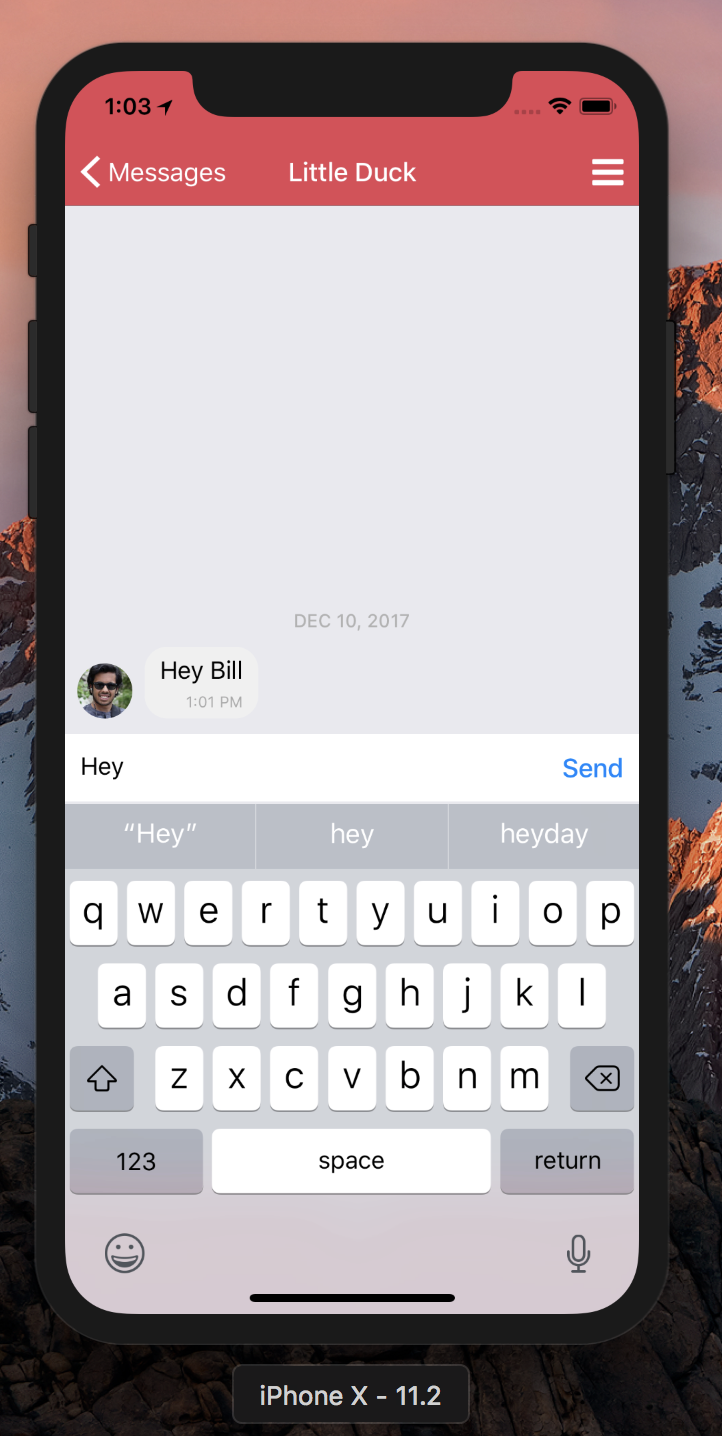 1:03
Messages Little Duck
DEC 10, 2017
Hey Bill
1:01 PM
Hey Send
“Hey” hey heyday
q w e r t y u i o p
a s d f g h j k l
z x c v b n m
123 space return
iPhone X - 11.2